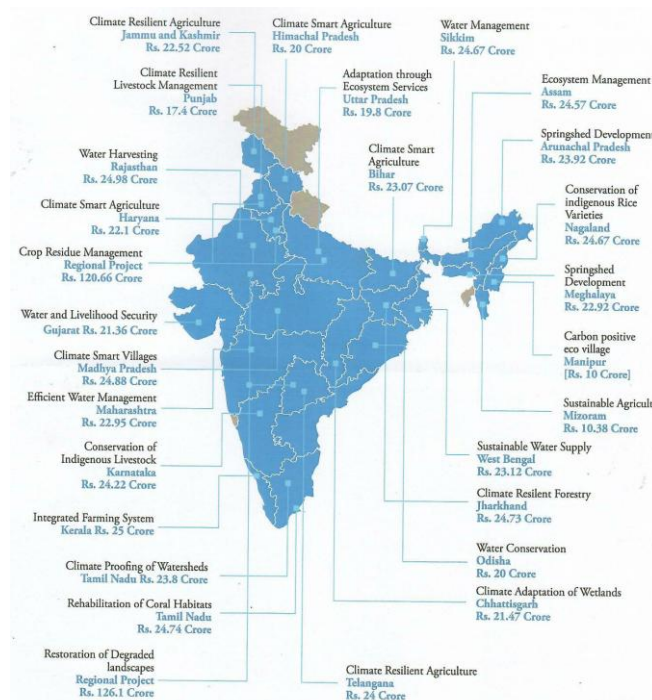 Climate Resilient Agriculture
Jammu and Kashmir
Rs. 22.52 Crore
Climate Smart Agriculture
Himachal Pradesh
Rs. 20 Crore
Water Management
Sikkim
Rs. 24.67 Crore
Climate Resilient
Livestock Management
Punjab
Rs. 17.4 Crore
Adaptation through
Ecosystem Services
Uttar Pradesh
Rs. 19.8 Crore
Ecosystem Management
Assam
Rs. 24.57 Crore
Water Harvesting
Rajasthan
Rs. 24.98 Crore
Climate Smart
Agriculture
Bihar
Rs. 23.07 Crore
Springshed Development
Arunachal Pradesh
Rs. 23.92 Crore
Climate Smart Agriculture
Haryana
Rs. 22.1 Crore
Conservation of
indigenous Rice
Varieties
Nagaland
Rs. 24.67 Crore
Crop Residue Management
Regional Project
Rs. 120.66 Crore
Springshed
Development
Meghalaya
Rs. 22.92 Crore
Water and Livelihood Security
Gujarat Rs. 21.36 Crore
Carbon positive
eco village
Manipur
[Rs. 10 Crore]
Climate Smart Villages
Madhya Pradesh
Rs. 24.88 Crore
Efficient Water Management
Maharashtra
Rs. 22.95 Crore
Sustainable Agricult
Mizoram
Rs. 10.38 Crore
Conservation of
Indigenous Livestock
Karnataka
Rs. 24.22 Crore
Sustainable Water Supply
West Bengal
Rs. 23.12 Crore
Integrated Farming System
Kerala Rs. 25 Crore
Climate Resilent Forestry
Jharkhand
Rs. 24.73 Crore
Climate Proofing of Watersheds
Tamil Nadu Rs. 23.8 Crore
Water Conservation
Odisha
Rs. 20 Crore
Rehabilitation of Coral Habitats
Tamil Nadu
Rs. 24.74 Crore
Climate Adaptation of Wetlands
Chhattisgarh
Rs. 21.47 Crore
Restoration of Degraded
landscapes
Regional Project
Rs. 126.1 Crore
Climate Resilient Agriculture
Telangana
Rs. 24 Crore